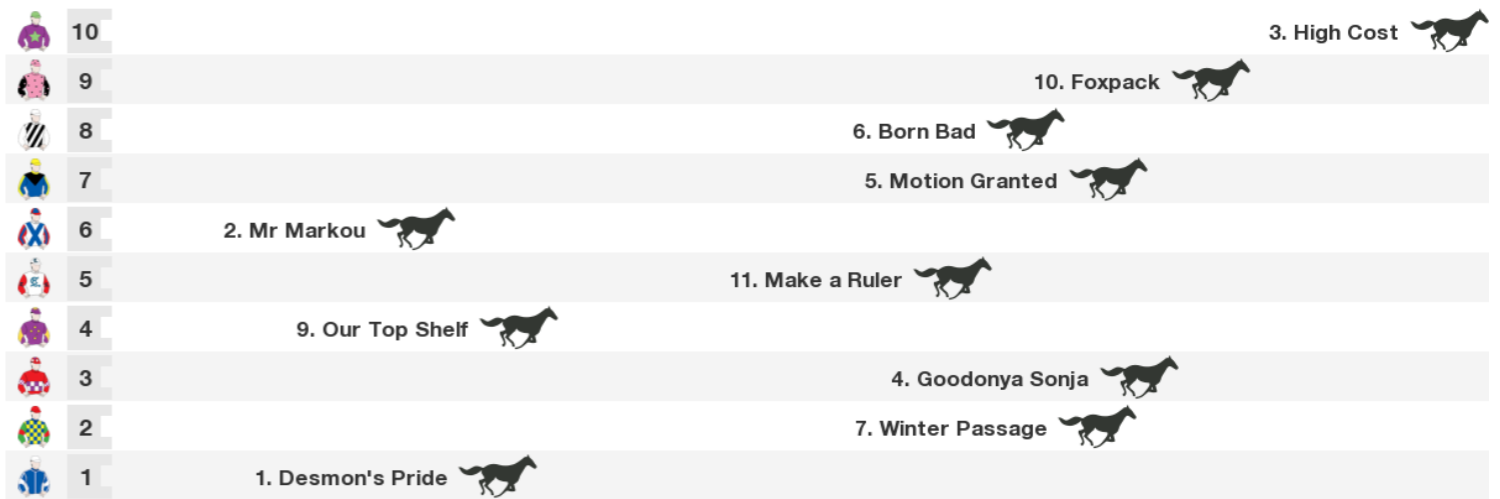 10 3. High Cost
9 10. Foxpack
8 6. Born Bad
7 5. Motion Granted
6 2. Mr Markou
5 11. Make a Ruler
4 9. Our Top Shelf
3 4. Goodonya Sonja
2 7. Winter Passage
1 1. Desmon's Pride